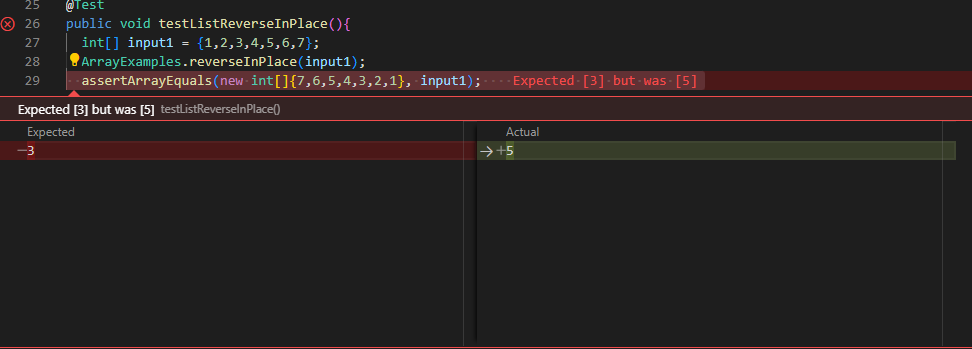 25 @Test
26 public void testListReverseInPlace(){
27 int[] input1 = {1,2,3,4,5,6,7};
28 ArrayExamples.reverseInPlace(input1);
29 assertArrayEquals(new int[]{7,6,5,4,3,2,1}, input1); Expected [3] but was [5]
Expected [3] but was [5] testListReverseInPlace()
Expected Actual
−3 → +5